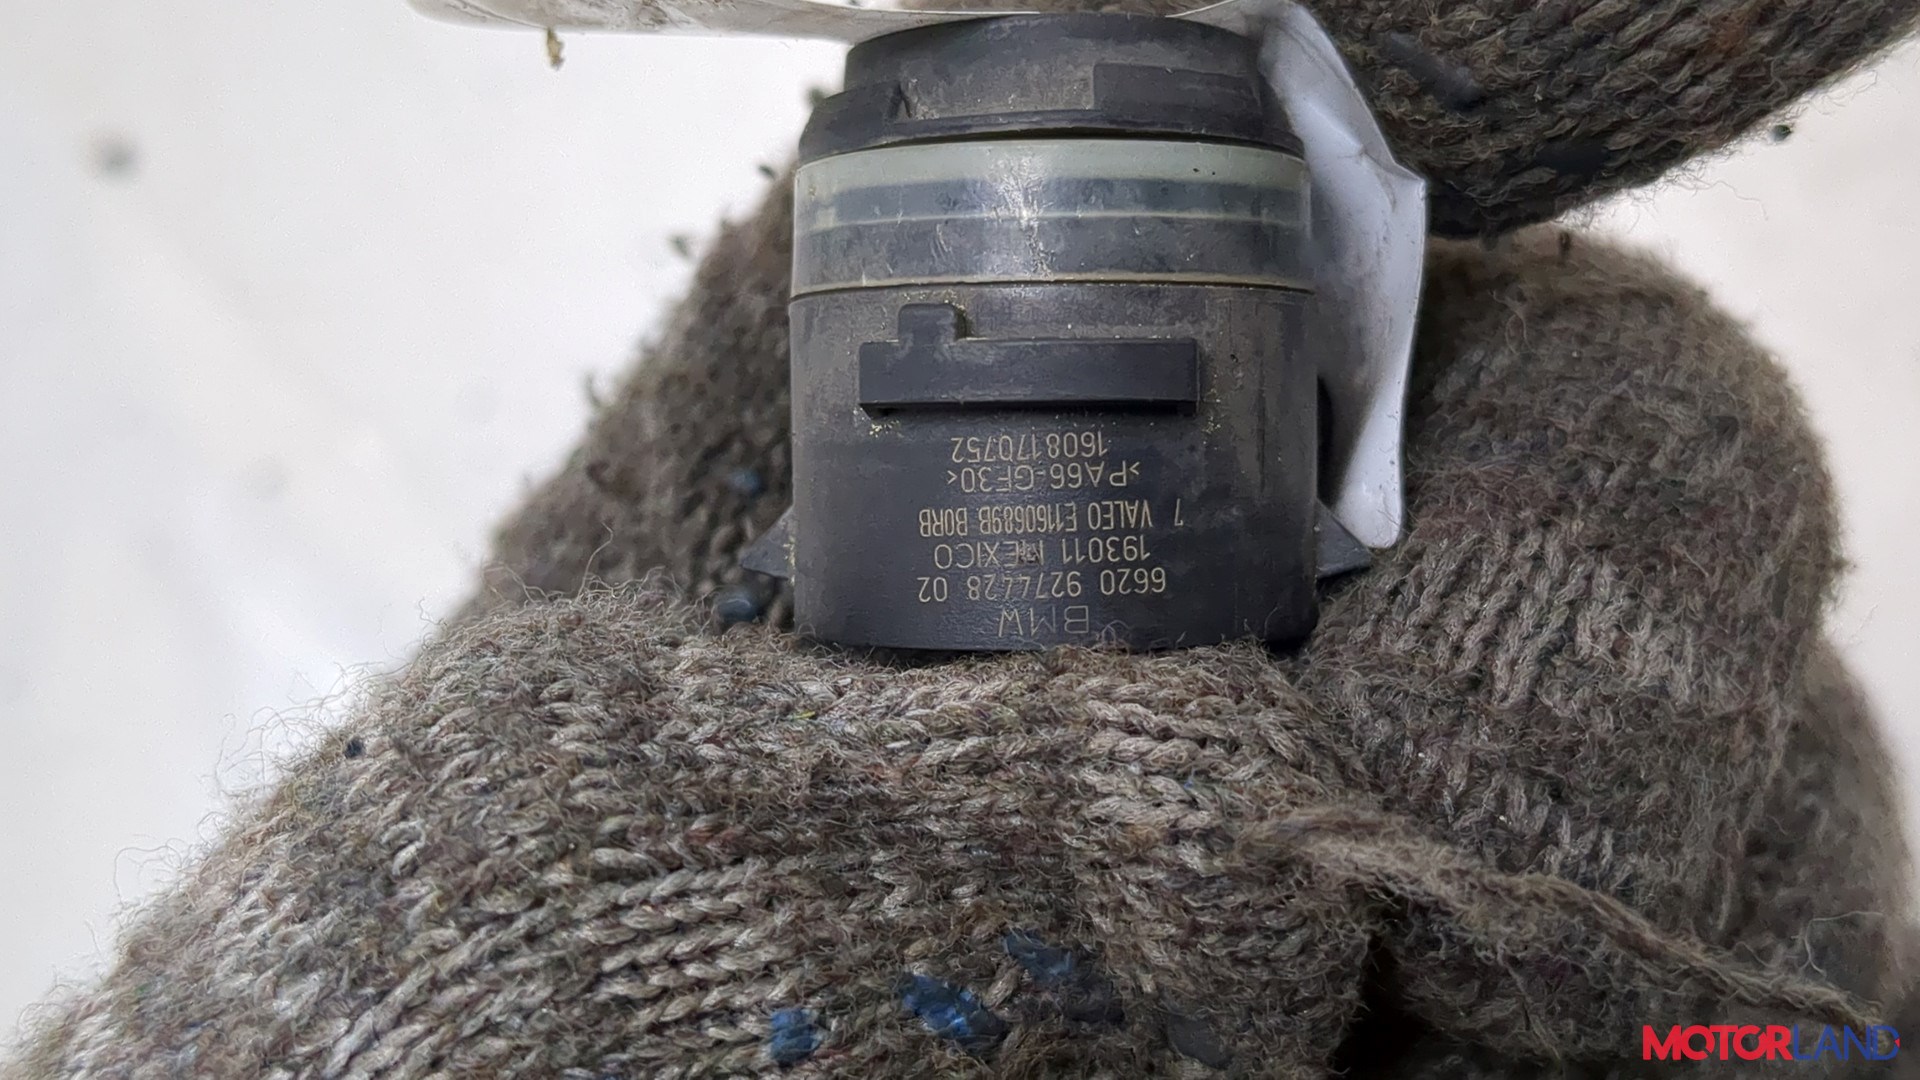 BMW
6620 9274428 02
193011 MEXICO
7 VALEO E1160689B BORB
>PA66-GF30<
1608170752
MOTORLAND